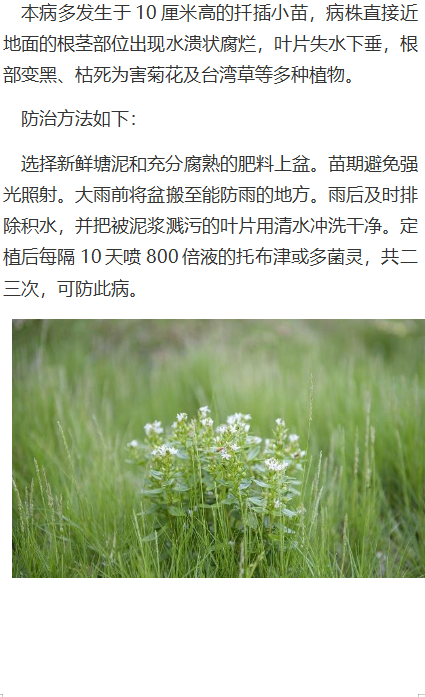 本病多发生于 10 厘米高的扦插小苗，病株直接近
地面的根茎部位出现水渍状腐烂，叶片失水下垂，根
部变黑、枯死为害菊花及台湾草等多种植物。
防治方法如下：
选择新鲜塘泥和充分腐熟的肥料上盆。苗期避免强
光照射。大雨前将盆搬至能防雨的地方。雨后及时排
除积水，并把被泥浆溅污的叶片用清水冲洗干净。定
植后每隔 10 天喷 800 倍液的托布津或多菌灵，共二
三次，可防此病。